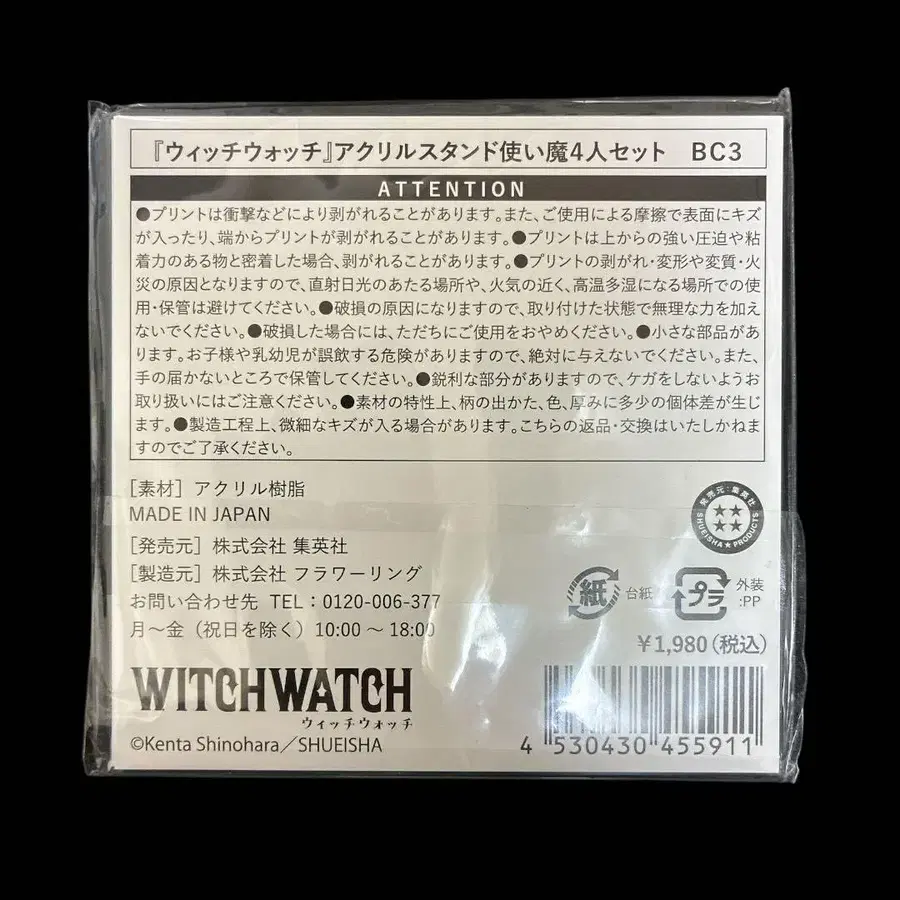 『ウィッチウォッチ』アクリルスタンド使い魔4人セット BC3
ATTENTION
●プリントは衝撃などにより剥がれることがあります。また、ご使用による摩擦で表面にキズ
が入ったり、端からプリントが剥がれることがあります。●プリントは上からの強い圧迫や粘
着力のある物と密着した場合、剥がれることがあります。●プリントの剥がれ・変形や変質・火
災の原因となりますので、直射日光のあたる場所や、火気の近く、高温多湿になる場所での使
用・保管は避けてください。●破損の原因になりますので、取り付けた状態で無理な力を加え
ないでください。●破損した場合には、ただちにご使用をおやめください。●小さな部品があり
ます。お子様や乳幼児が誤飲する危険がありますので、絶対に与えないでください。また、
手の届かないところで保管してください。●鋭利な部分がありますので、ケガをしないようお
取り扱いにはご注意ください。●素材の特性上、柄の出かた、色、厚みに多少の個体差が生じ
ます。●製造工程上、微細なキズが入る場合があります。こちらの返品・交換はいたしかねま
すのでご了承ください。
［素材］アクリル樹脂
MADE IN JAPAN
［発売元］株式会社 集英社
［製造元］株式会社 フラワーリング
お問い合わせ先 TEL：0120-006-377
月〜金（祝日を除く）10:00 〜 18:00
発売元：集英社
SHUEISHA★PRODUCTS
紙
台紙
プラ
外装
:PP
￥1,980（税込）
WITCHWATCH
ウィッチウォッチ
©Kenta Shinohara／SHUEISHA
4 530430 455911